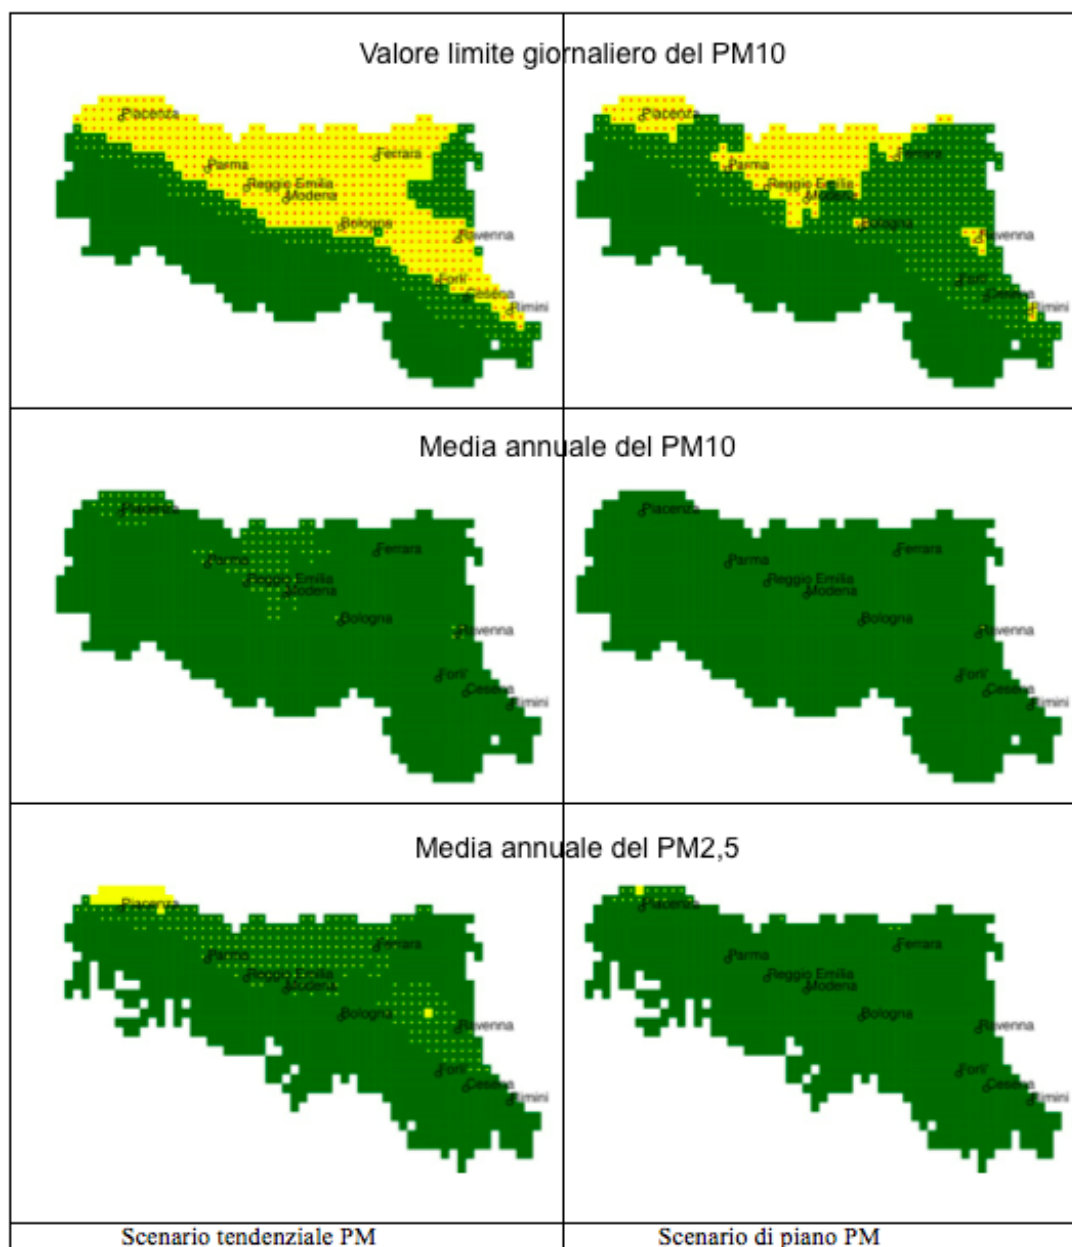 Valore limite giornaliero del PM10
Piacenza
Ferrara
Parma
Reggio Emilia
Modena
Bologna
Ravenna
Forli'
Cesena
Rimini
Piacenza
Ferrara
Parma
Reggio Emilia
Modena
Bologna
Ravenna
Forli'
Cesena
Rimini
Media annuale del PM10
Piacenza
Ferrara
Parma
Reggio Emilia
Modena
Bologna
Ravenna
Forli'
Cesena
Rimini
Piacenza
Ferrara
Parma
Reggio Emilia
Modena
Bologna
Ravenna
Forli'
Cesena
Rimini
Media annuale del PM2,5
Piacenza
Ferrara
Parma
Reggio Emilia
Modena
Bologna
Ravenna
Forli'
Cesena
Rimini
Piacenza
Ferrara
Parma
Reggio Emilia
Modena
Bologna
Ravenna
Forli'
Cesena
Rimini
Scenario tendenziale PM
Scenario di piano PM